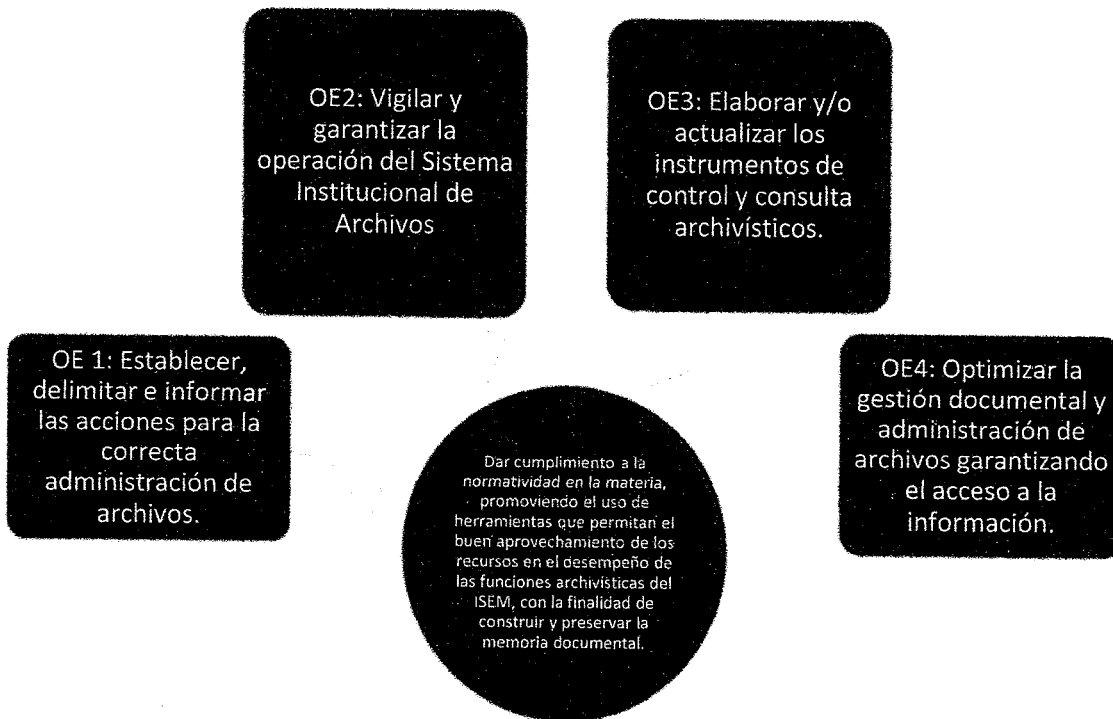 OE2: Vigilar y
garantizar la
operación del Sistema
Institucional de
Archivos
OE3: Elaborar y/o
actualizar los
instrumentos de
control y consulta
archivísticos.
OE 1: Establecer,
delimitar e informar
las acciones para la
correcta
administración de
archivos.
OE4: Optimizar la
gestión documental y
administración de
archivos garantizando
el acceso a la
información.
Dar cumplimiento a la
normatividad en la materia,
promoviendo el uso de
herramientas que permitan el
buen aprovechamiento de los
recursos en el desempeño de
las funciones archivísticas del
ISEM, con la finalidad de
construir y preservar la
memoria documental.